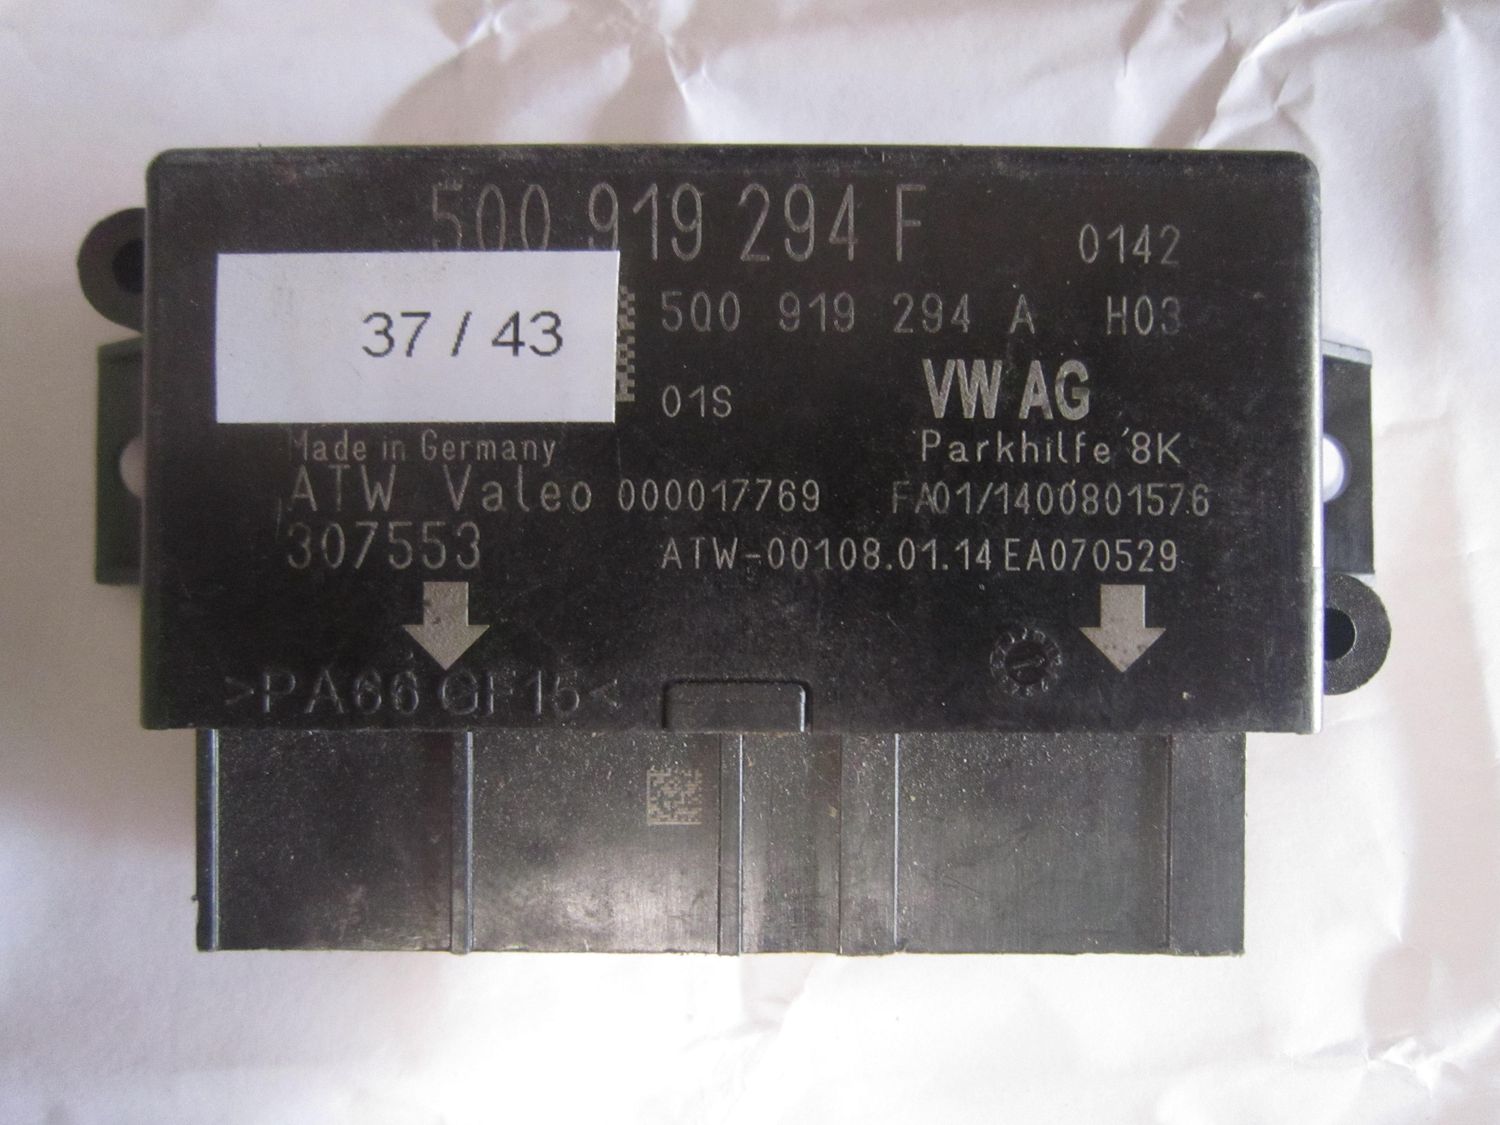 5Q0 919 294 F
0142
37 / 43
5Q0 919 294 A H03
01S
VW AG
Made in Germany
Parkhilfe 8K
ATW Valeo 000017769 FA01/1400801576
307553
ATW-00108.01.14 EA070529
>PA66 GF15<